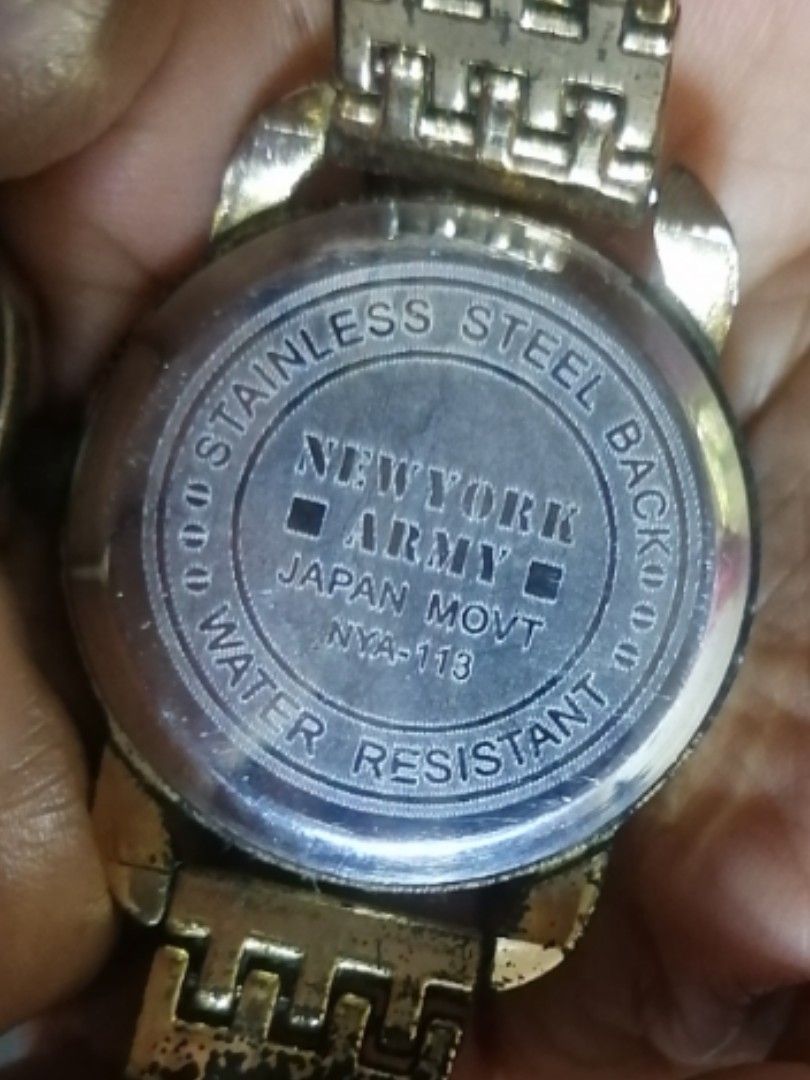 STAINLESS STEEL BACK
NEWYORK
ARMY
JAPAN MOVT
NYA-113
WATER RESISTANT